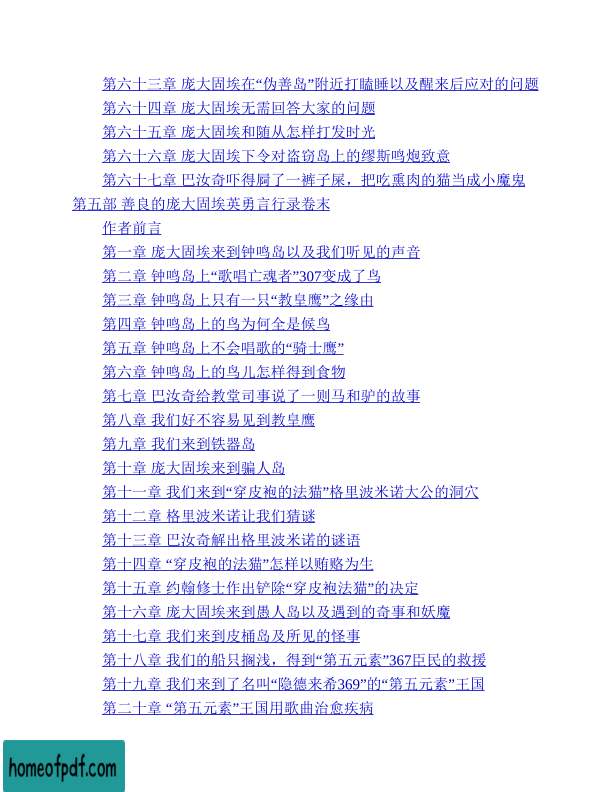 第六十三章 庞大固埃在“伪善岛”附近打瞌睡以及醒来后应对的问题
第六十四章 庞大固埃无需回答大家的问题
第六十五章 庞大固埃和随从怎样打发时光
第六十六章 庞大固埃下令对盗窃岛上的缪斯鸣炮致意
第六十七章 巴汝奇吓得屙了一裤子屎，把吃熏肉的猫当成小魔鬼
第五部 善良的庞大固埃英勇言行录卷末
作者前言
第一章 庞大固埃来到钟鸣岛以及我们听见的声音
第二章 钟鸣岛上“歌唱亡魂者”307变成了鸟
第三章 钟鸣岛上只有一只“教皇鹰”之缘由
第四章 钟鸣岛上的鸟为何全是候鸟
第五章 钟鸣岛上不会唱歌的“骑士鹰”
第六章 钟鸣岛上的鸟儿怎样得到食物
第七章 巴汝奇给教堂司事说了一则马和驴的故事
第八章 我们好不容易见到教皇鹰
第九章 我们来到铁器岛
第十章 庞大固埃来到骗人岛
第十一章 我们来到“穿皮袍的法猫”格里波米诺大公的洞穴
第十二章 格里波米诺让我们猜谜
第十三章 巴汝奇解出格里波米诺的谜语
第十四章 “穿皮袍的法猫”怎样以贿赂为生
第十五章 约翰修士作出铲除“穿皮袍法猫”的决定
第十六章 庞大固埃来到愚人岛以及遇到的奇事和妖魔
第十七章 我们来到皮桶岛及所见的怪事
第十八章 我们的船只搁浅，得到“第五元素”367臣民的救援
第十九章 我们来到了名叫“隐德来希369”的“第五元素”王国
第二十章 “第五元素”王国用歌曲治愈疾病
homeofpdf.com